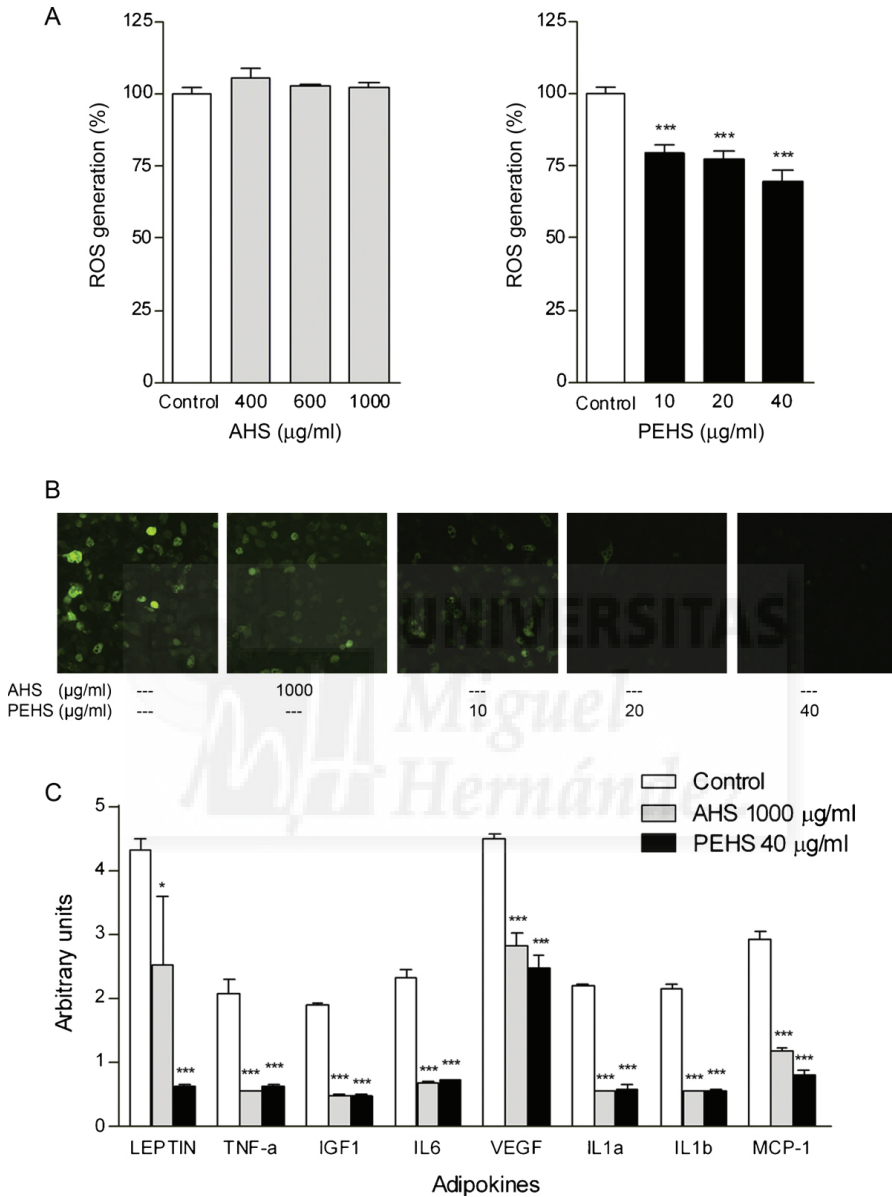 A
125
100
75
50
25
0
ROS generation (%)
*** *** ***
Control 400 600 1000
AHS (μg/ml)
125
100
75
50
25
0
ROS generation (%)
Control 10 20 40
PEHS (μg/ml)
B
UNIVERSITAS
Miguel
Hernández
AHS (μg/ml) --- 1000 --- --- ---
PEHS (μg/ml) --- --- 10 20 40
C
Control
AHS 1000 μg/ml
PEHS 40 μg/ml
5
4
3
2
1
0
Arbitrary units
* *** *** *** *** *** *** *** *** *** *** *** *** *** *** ***
LEPTIN TNF-a IGF1 IL6 VEGF IL1a IL1b MCP-1
Adipokines